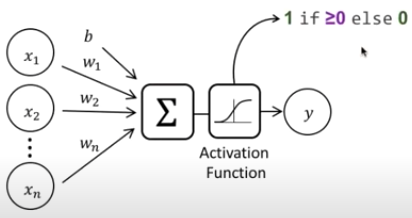 1 if ≥0 else 0
b
x₁
w₁
x₂
w₂
Σ
y
wₙ
xₙ
Activation
Function